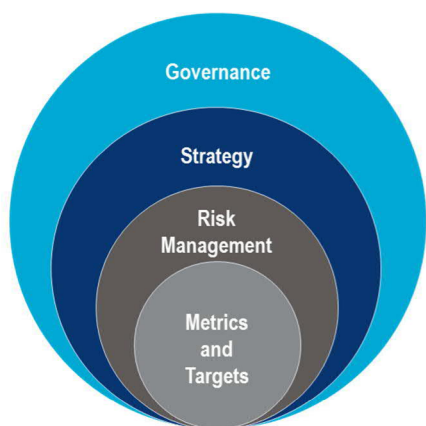 Governance
Strategy
Risk
Management
Metrics
and
Targets